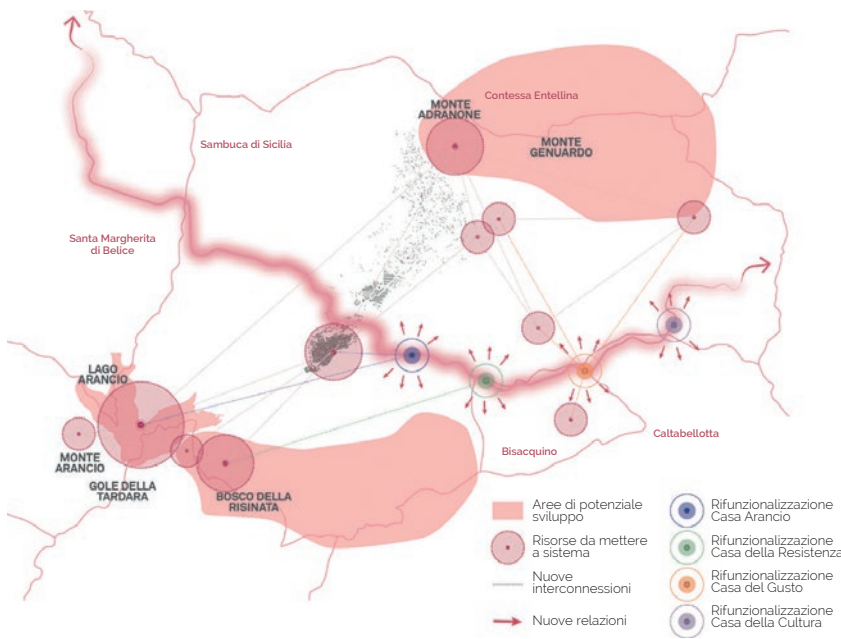 Contessa Entellina
MONTE
ADRANONE
Sambuca di Sicilia
MONTE
GENUARDO
Santa Margherita
di Belice
LAGO
ARANCIO
MONTE
ARANCIO
GOLE DELLA
TARDARA
BOSCO DELLA
RISINATA
Bisacquino
Caltabellotta
Aree di potenziale
sviluppo
Risorse da mettere
a sistema
Nuove
interconnessioni
Nuove relazioni
Rifunzionalizzazione
Casa Arancio
Rifunzionalizzazione
Casa della Resistenza
Rifunzionalizzazione
Casa del Gusto
Rifunzionalizzazione
Casa della Cultura